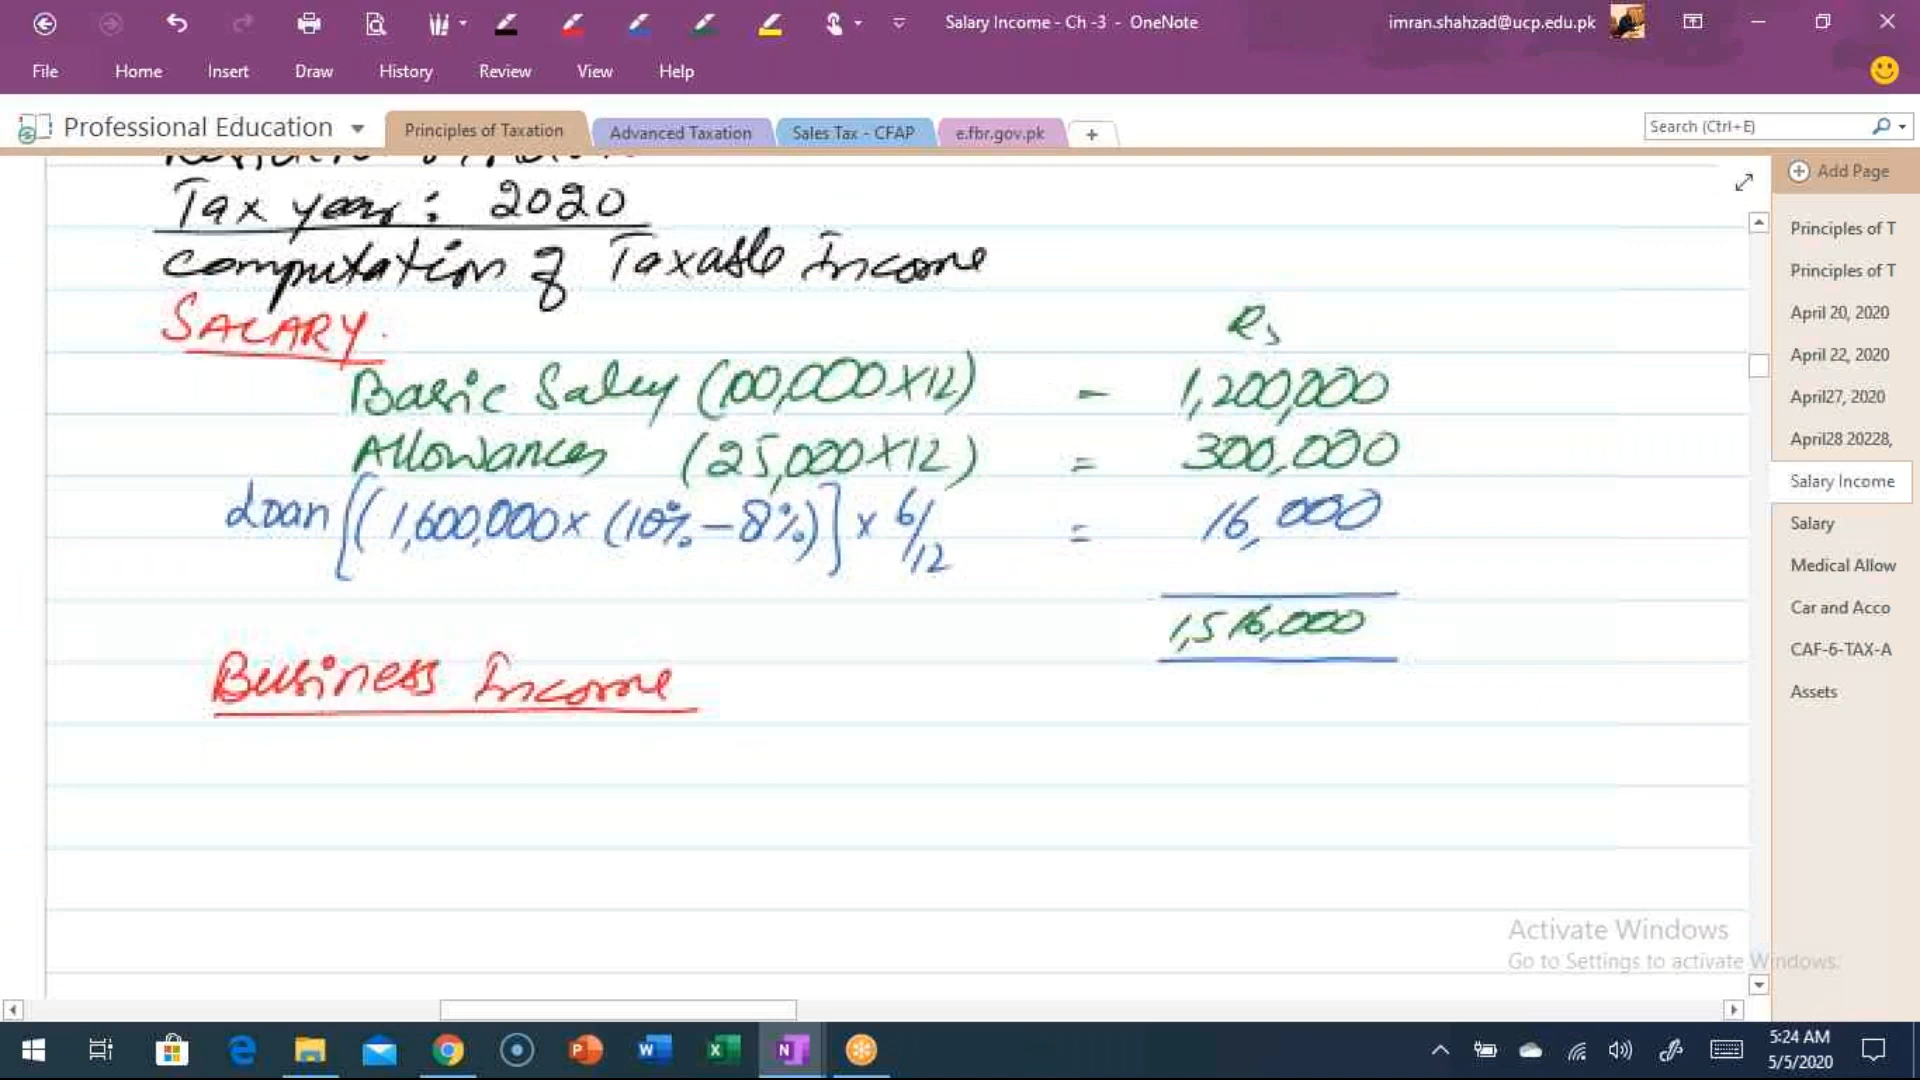 Salary Income - Ch -3 - OneNote
imran.shahzad@ucp.edu.pk
File Home Insert Draw History Review View Help
Professional Education
Principles of Taxation
Advanced Taxation
Sales Tax - CFAP
e.fbr.gov.pk
+
Search (Ctrl+E)
Add Page
Tax year: 2020
Computation of Taxable Income
SALARY.
Rs
Basic Salary (100,000×12) - 1,200,000
Allowances (25,000×12) = 300,000
Loan [(1,600,000× (10%-8%)] × 6/12 = 16,000
1,516,000
Business Income
Principles of T
Principles of T
April 20, 2020
April 22, 2020
April27, 2020
April28 20228,
Salary Income
Salary
Medical Allow
Car and Acco
CAF-6-TAX-A
Assets
Activate Windows
Go to Settings to activate Windows.
5:24 AM
5/5/2020